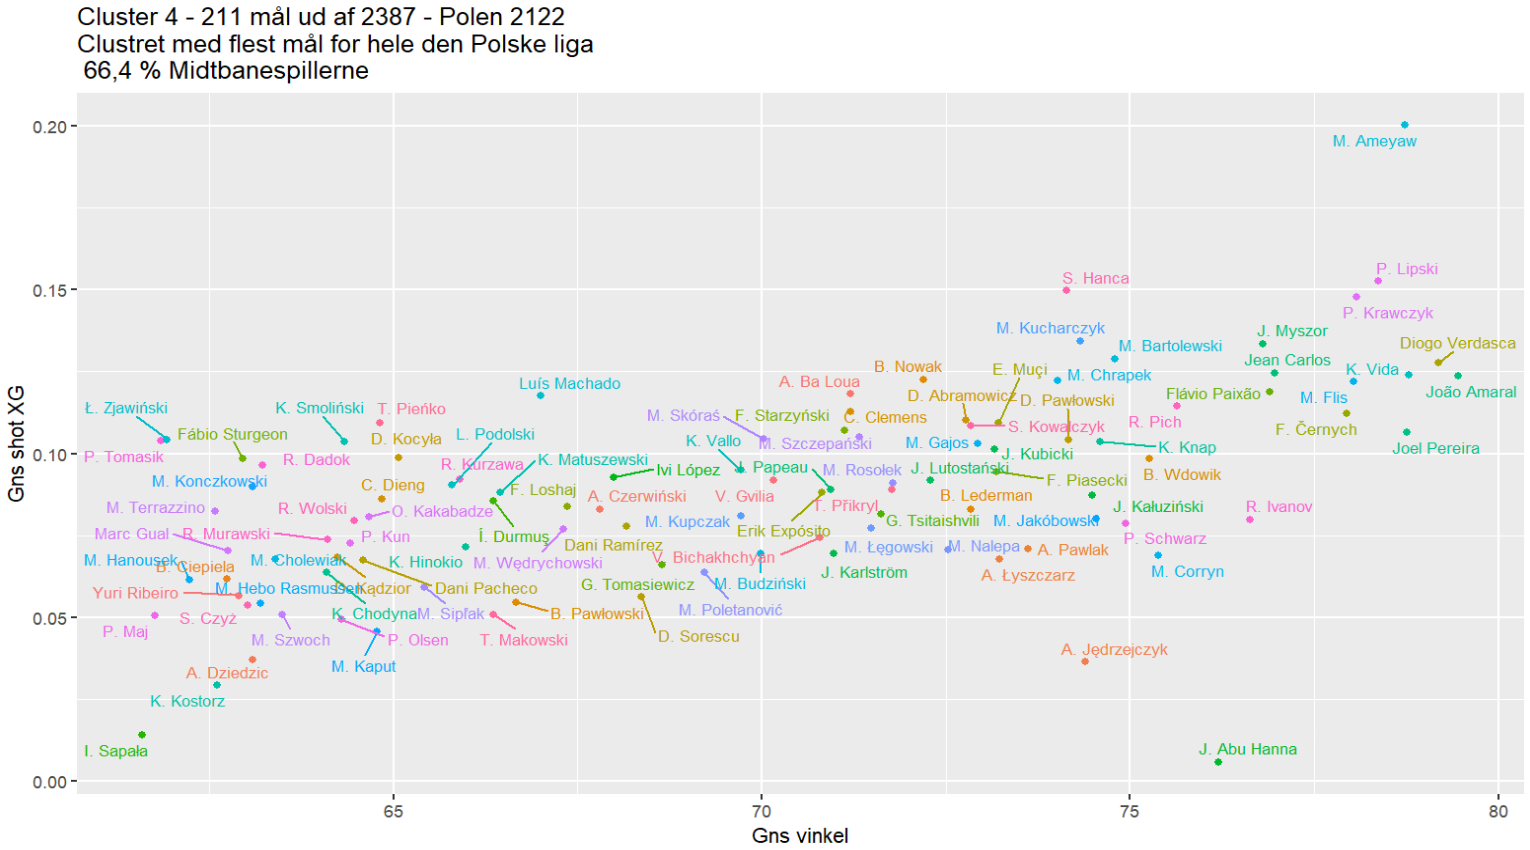 Cluster 4 - 211 mål ud af 2387 - Polen 2122
Clustret med flest mål for hele den Polske liga
66,4 % Midtbanespillerne
Gns shot XG
0.20
M. Ameyaw
P. Lipski
S. Hanca
0.15
P. Krawczyk
M. Kucharczyk
J. Myszor
M. Bartolewski
Diogo Verdasca
Jean Carlos
B. Nowak
E. Muçi
K. Vida
M. Chrapek
A. Ba Loua
Luís Machado
João Amaral
Flávio Paixão
D. Abramowicz
M. Flis
D. Pawłowski
Ł. Zjawiński
K. Smoliński
T. Pieńko
M. Skóraś
F. Starzyński
C. Clemens
R. Pich
S. Kowalczyk
F. Černych
Fábio Sturgeon
L. Podolski
D. Kocyła
K. Vallo
M. Szczepański
M. Gajos
K. Knap
Joel Pereira
0.10
P. Tomasik
R. Dadok
R. Kurzawa
K. Matuszewski
J. Kubicki
Ivi López
Papeau
M. Rosołek
J. Lutostański
B. Wdowik
M. Konczkowski
C. Dieng
F. Loshaj
F. Piasecki
A. Czerwiński
V. Gvilia
B. Lederman
M. Terrazzino
R. Wolski
O. Kakabadze
T. Přikryl
J. Kałuziński
R. Ivanov
M. Kupczak
G. Tsitaishvili
M. Jakóbowski
Marc Gual
R. Murawski
P. Kun
İ. Durmuş
Erik Expósito
P. Schwarz
Dani Ramírez
M. Łęgowski
M. Nalepa
A. Pawlak
M. Hanousek
M. Cholewiak
K. Hinokio
M. Wędrychowski
V. Bichakhchyan
B. Ciepiela
J. Karlström
A. Łyszczarz
M. Corryn
Yuri Ribeiro
M. Hebo Rasmussen
D. Kądzior
Dani Pacheco
G. Tomasiewicz
M. Budziński
0.05
S. Czyż
K. Chodyna
M. Sipľak
B. Pawłowski
M. Poletanović
P. Maj
M. Szwoch
P. Olsen
T. Makowski
D. Sorescu
A. Jędrzejczyk
A. Dziedzic
M. Kaput
K. Kostorz
I. Sapała
J. Abu Hanna
0.00
65
70
75
80
Gns vinkel